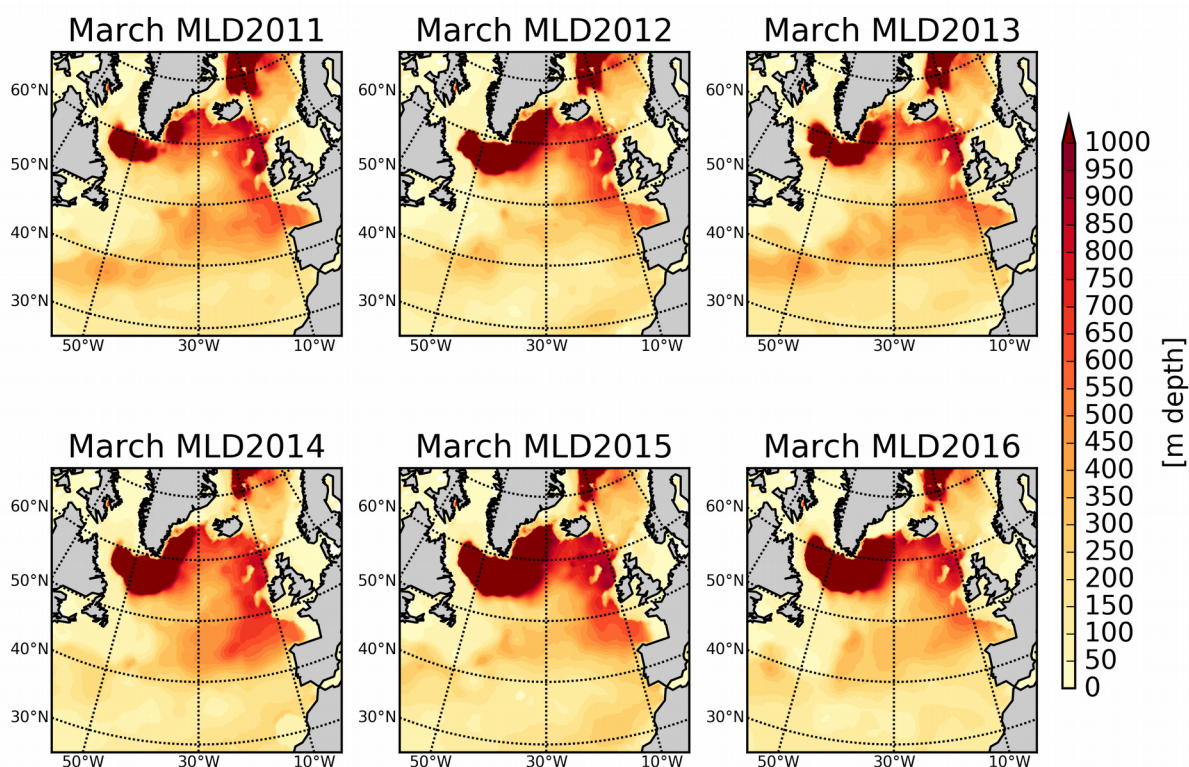 March MLD2011 March MLD2012 March MLD2013
60°N 60°N 60°N
50°N 50°N 50°N
40°N 40°N 40°N
30°N 30°N 30°N
50°W 30°W 10°W 50°W 30°W 10°W 50°W 30°W 10°W
March MLD2014 March MLD2015 March MLD2016
60°N 60°N 60°N
50°N 50°N 50°N
40°N 40°N 40°N
30°N 30°N 30°N
50°W 30°W 10°W 50°W 30°W 10°W 50°W 30°W 10°W
1000
950
900
850
800
750
700
650
600
550
500
450
400
350
300
250
200
150
100
50
0
[m depth]